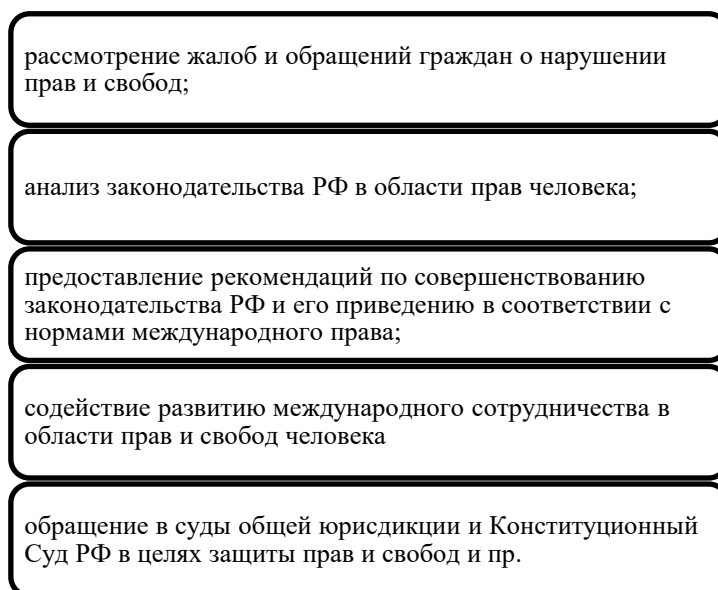 рассмотрение жалоб и обращений граждан о нарушении
прав и свобод;
анализ законодательства РФ в области прав человека;
предоставление рекомендаций по совершенствованию
законодательства РФ и его приведению в соответствии с
нормами международного права;
содействие развитию международного сотрудничества в
области прав и свобод человека
обращение в суды общей юрисдикции и Конституционный
Суд РФ в целях защиты прав и свобод и пр.